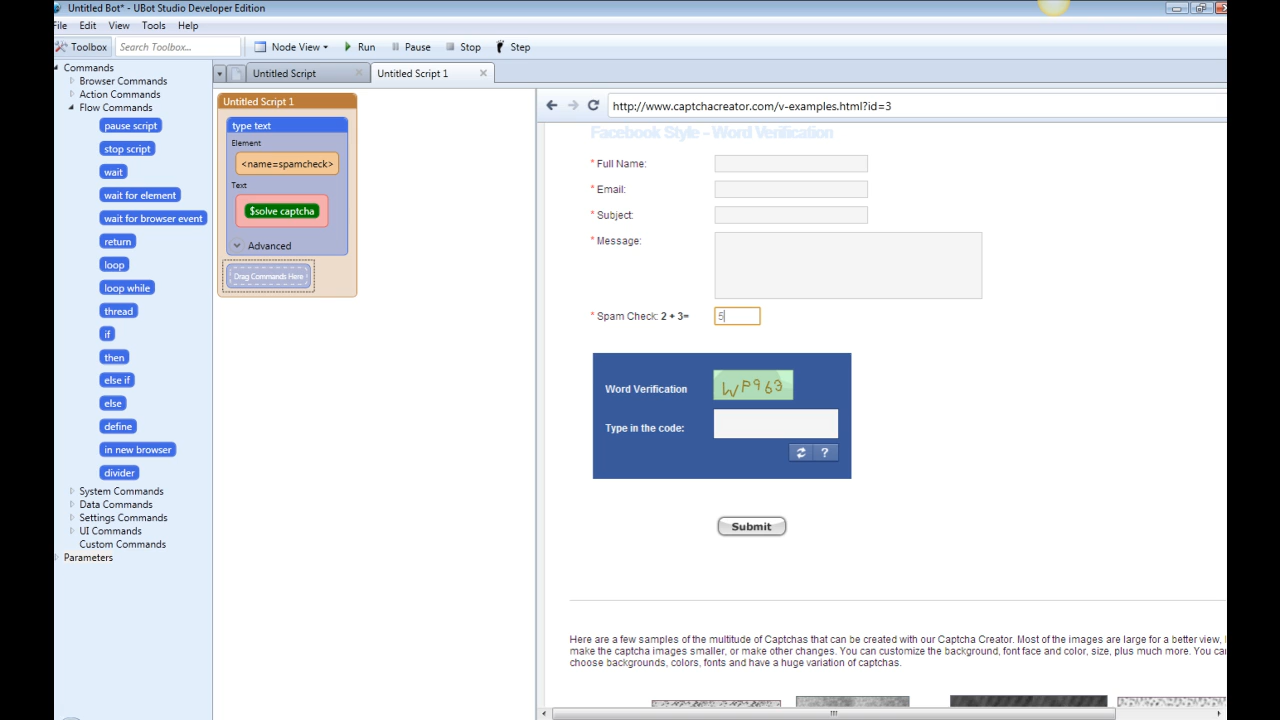 Untitled Bot* - UBot Studio Developer Edition
File Edit View Tools Help
Toolbox Search Toolbox... Node View Run Pause Stop Step
Commands
Browser Commands
Action Commands
Flow Commands
pause script
stop script
wait
wait for element
wait for browser event
return
loop
loop while
thread
if
then
else if
else
define
in new browser
divider
System Commands
Data Commands
Settings Commands
UI Commands
Custom Commands
Parameters
Untitled Script Untitled Script 1
Untitled Script 1
type text
Element
<name=spamcheck>
Text
$solve captcha
Advanced
Drag Commands Here
http://www.captchacreator.com/v-examples.html?id=3
Facebook Style - Word Verification
* Full Name:
* Email:
* Subject:
* Message:
* Spam Check: 2 + 3= 5
Word Verification WP963
Type in the code:
?
Submit
Here are a few samples of the multitude of Captchas that can be created with our Captcha Creator. Most of the images are large for a better view,
make the captcha images smaller, or make other changes. You can customize the background, font face and color, size, plus much more. You can
choose backgrounds, colors, fonts and have a huge variation of captchas.